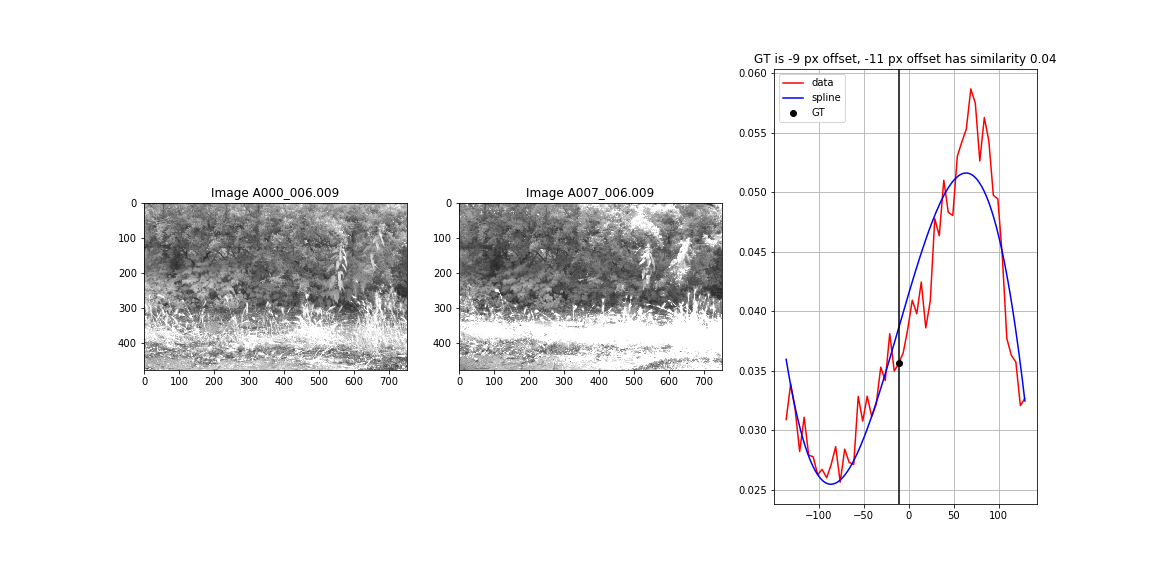 GT is -9 px offset, -11 px offset has similarity 0.04
Image A000_006.009
Image A007_006.009
data
spline
GT
0
100
200
300
400
0 100 200 300 400 500 600 700
0
100
200
300
400
0 100 200 300 400 500 600 700
0.060
0.055
0.050
0.045
0.040
0.035
0.030
0.025
−100 −50 0 50 100